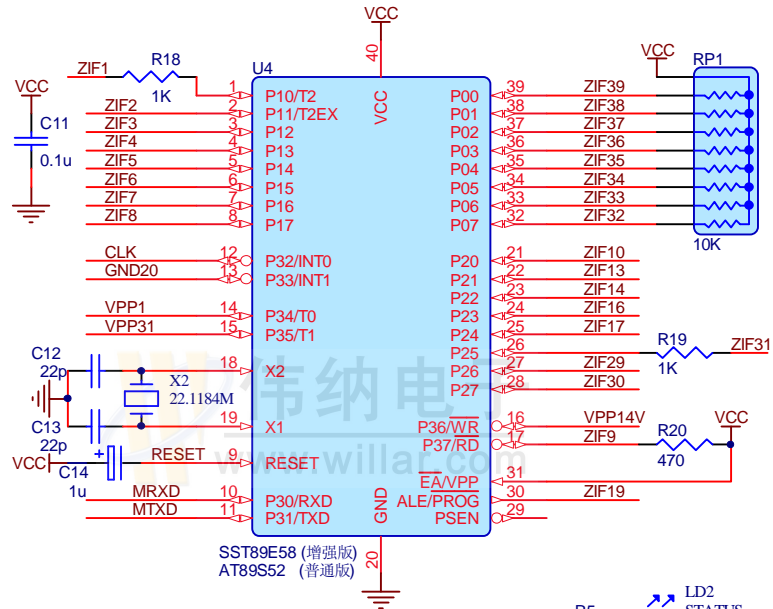 VCC
ZIF1
R18
1K
VCC
C11
0.1u
ZIF2
ZIF3
ZIF4
ZIF5
ZIF6
ZIF7
ZIF8
CLK
GND20
VPP1
VPP31
C12
22p
X2
22.1184M
C13
22p
VCC
C14
+
1u
RESET
MRXD
MTXD
U4
40
VCC
1 P10/T2
2 P11/T2EX
3 P12
4 P13
5 P14
6 P15
7 P16
8 P17
12 P32/INT0
13 P33/INT1
14 P34/T0
15 P35/T1
18 X2
19 X1
9 RESET
10 P30/RXD
11 P31/TXD
GND
20
P00 39 ZIF39
P01 38 ZIF38
P02 37 ZIF37
P03 36 ZIF36
P04 35 ZIF35
P05 34 ZIF34
P06 33 ZIF33
P07 32 ZIF32
P20 21 ZIF10
P21 22 ZIF13
P22 23 ZIF14
P23 24 ZIF16
P24 25 ZIF17
P25 26
P26 27 ZIF29
P27 28 ZIF30
P36/WR 16 VPP14V
P37/RD 17 ZIF9
EA/VPP 31
ALE/PROG 30 ZIF19
PSEN 29
VCC
RP1
10K
R19
1K
ZIF31
R20
470
VCC
伟纳电子
www.willar.com
SST89E58 (增强版)
AT89S52 (普通版)
LD2